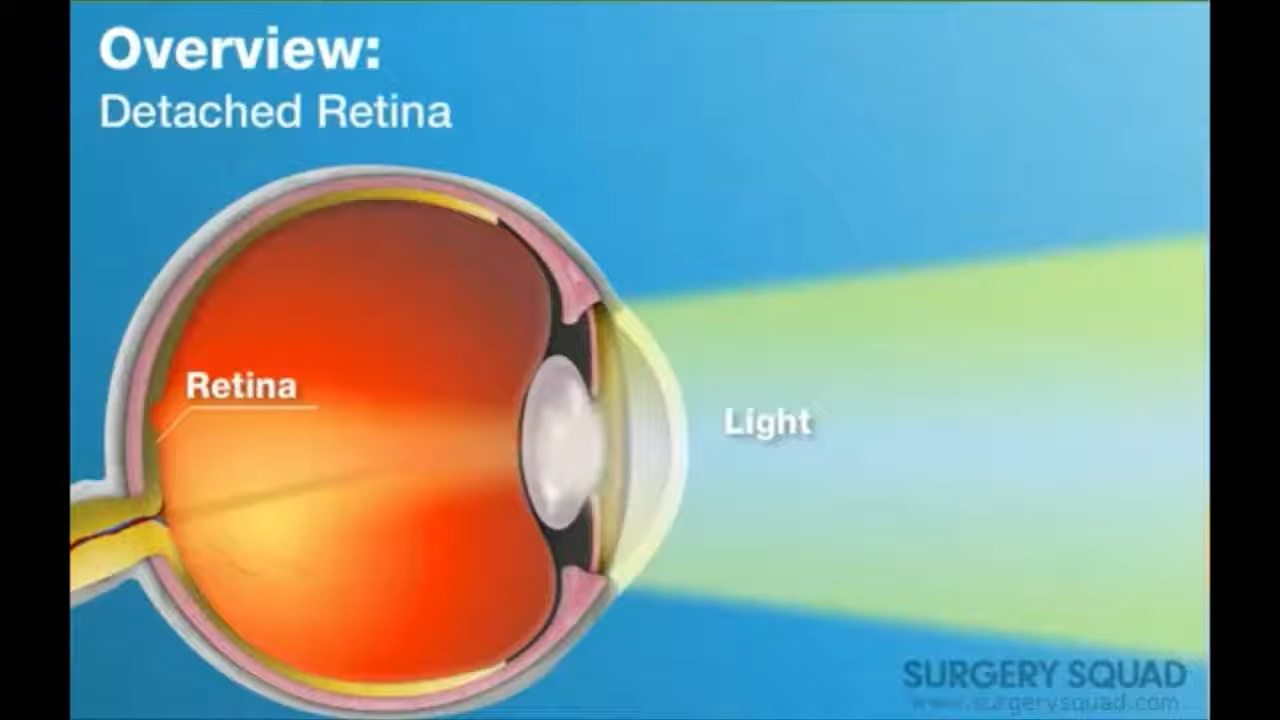 Overview:
Detached Retina
Retina
Light
SURGERY SQUAD
www.surgerysquad.com